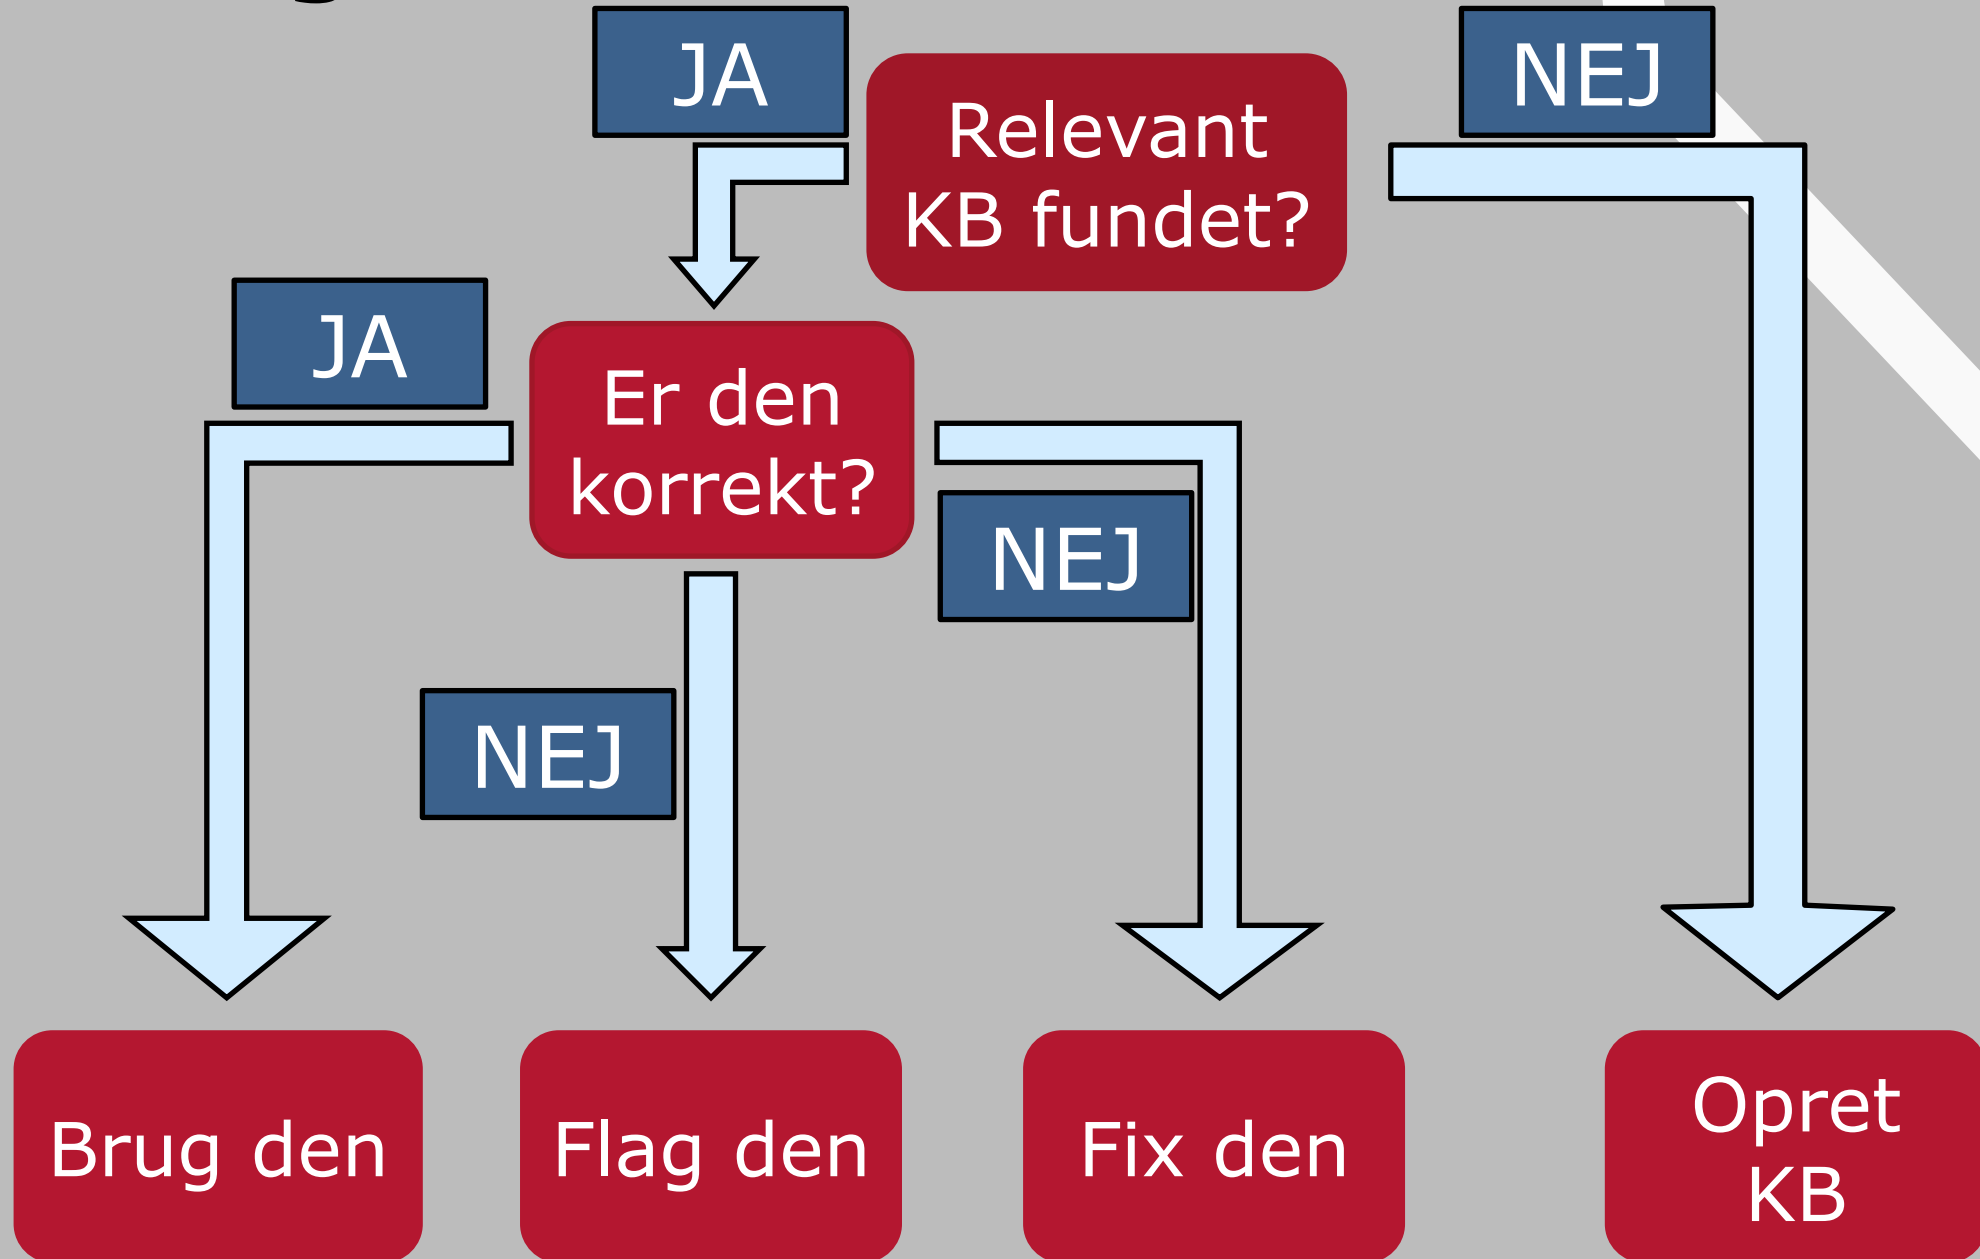 JA
NEJ
Relevant
KB fundet?
JA
Er den
korrekt?
NEJ
NEJ
Brug den
Flag den
Fix den
Opret
KB